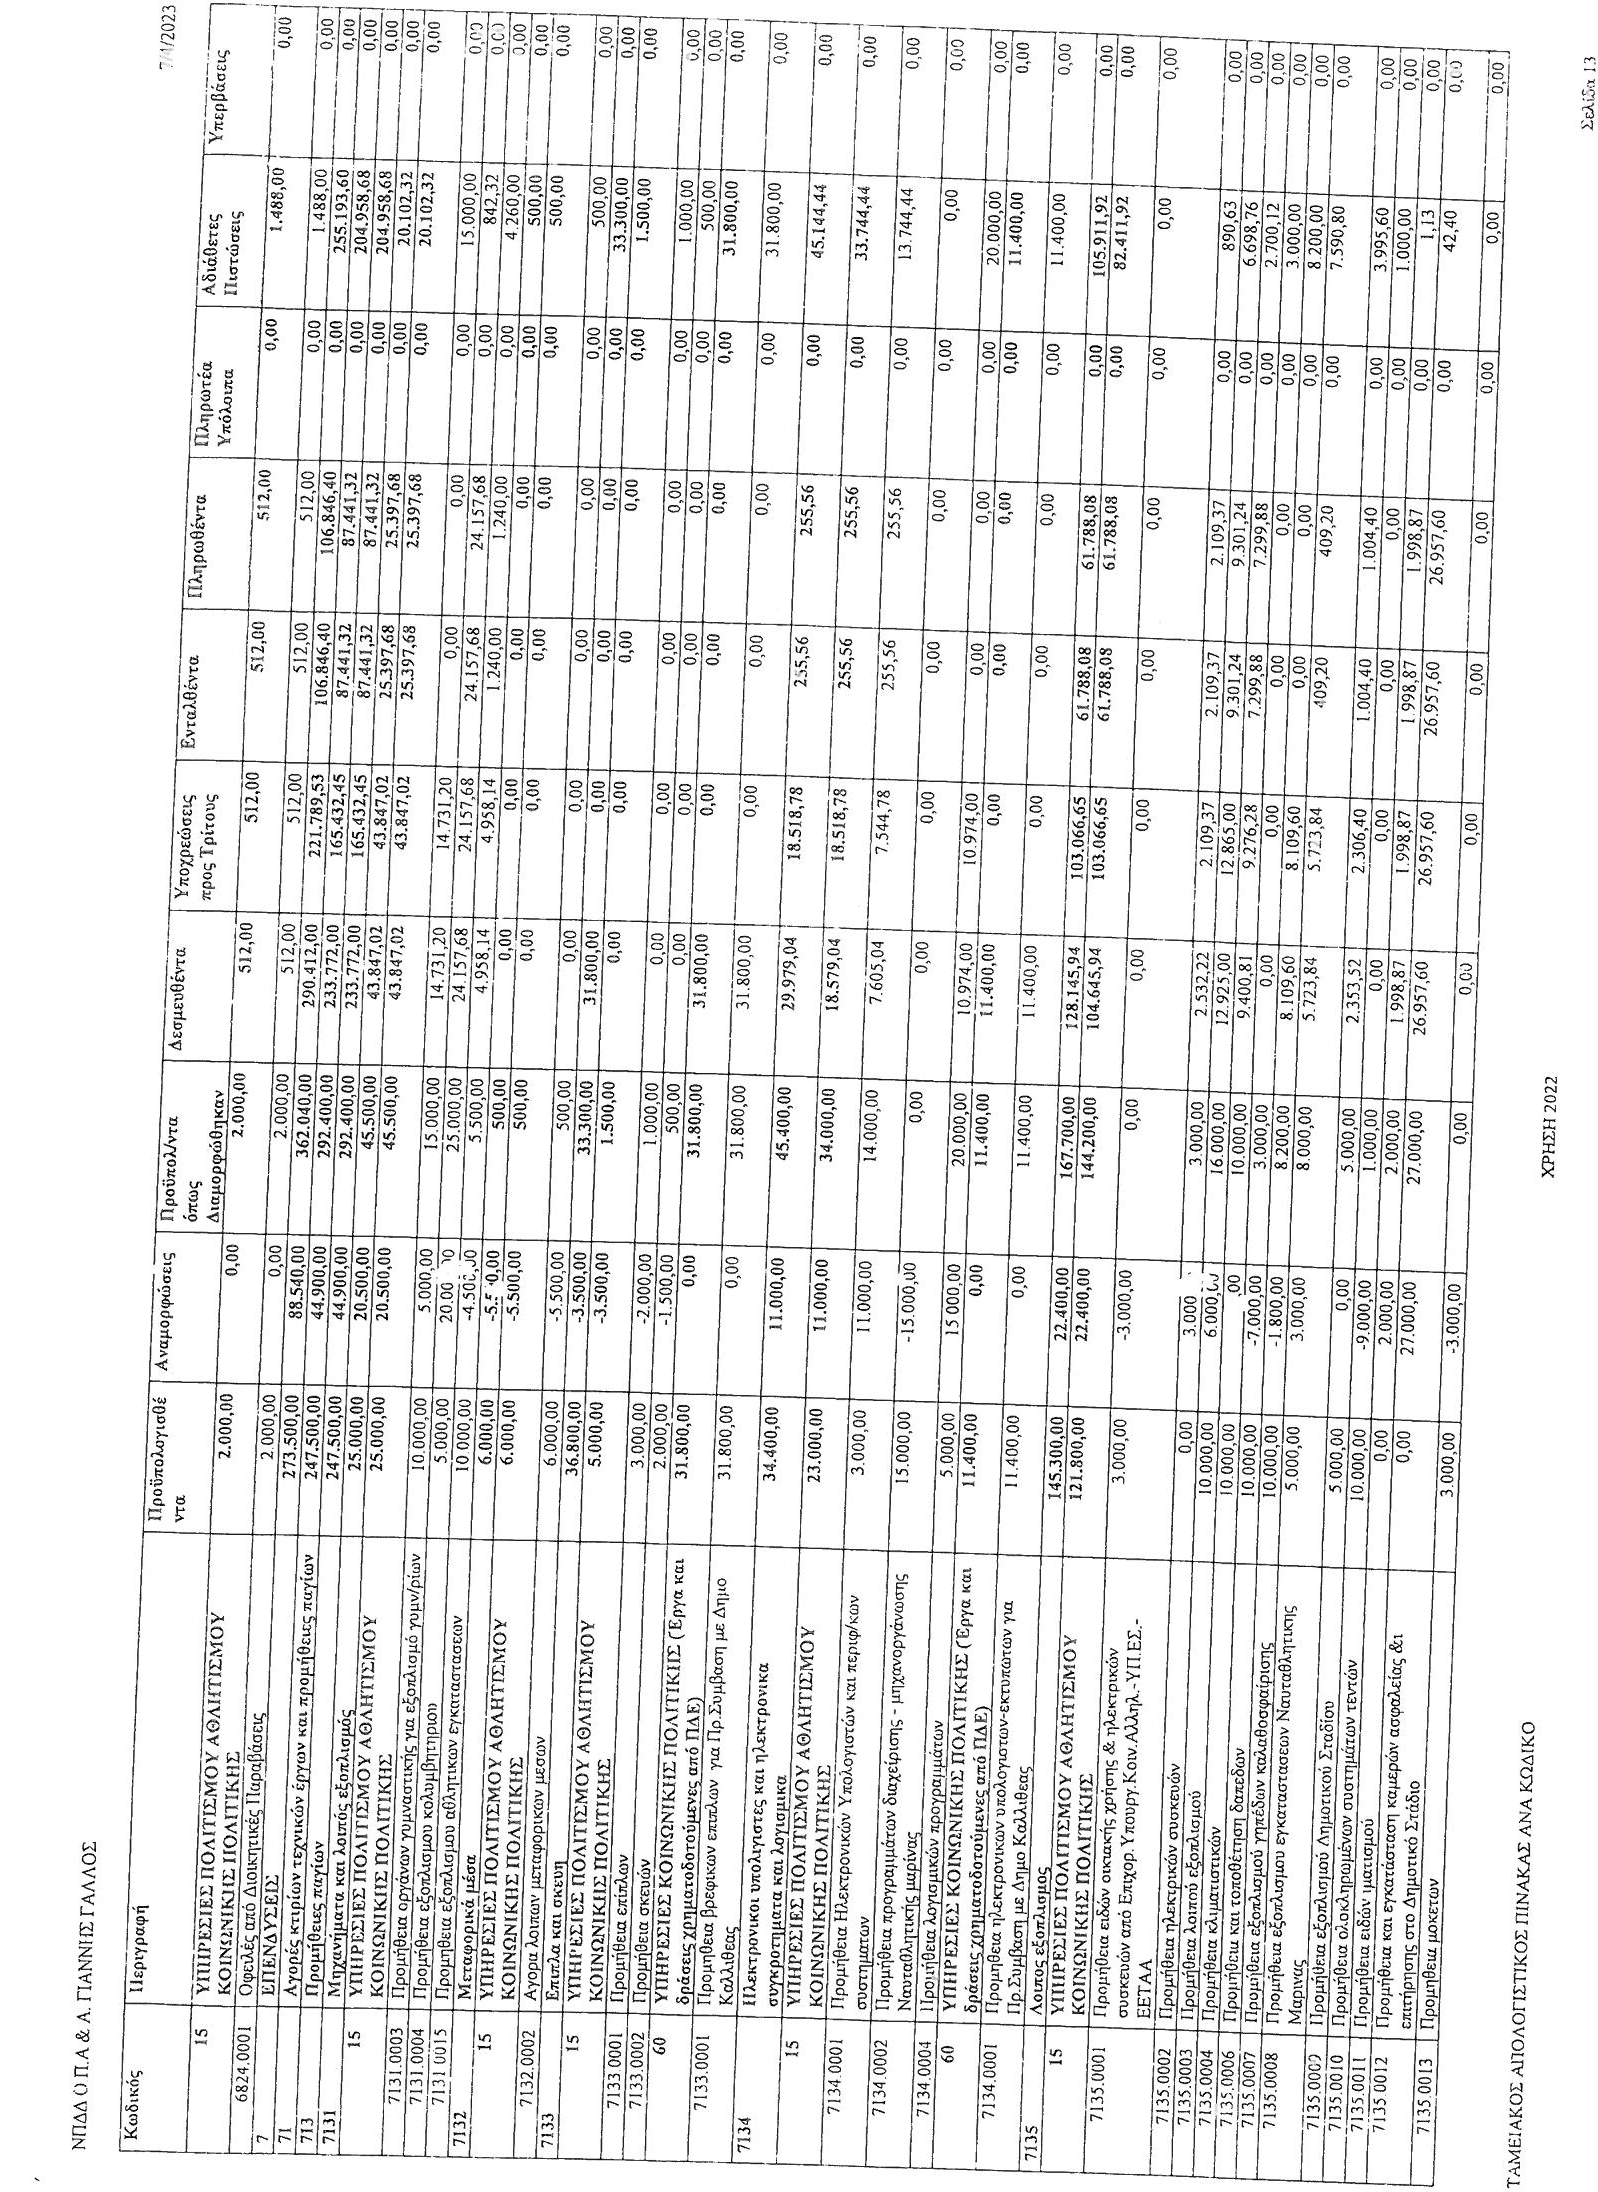 ΝΠΔΔ Ο Π.Α & Α. ΓΙΑΝΝΗΣ ΓΑΛΛΟΣ 7/4/2023
Κωδικός Περιγραφή Προϋπολογισθέ Αναμορφώσεις Προϋπολ/ντα Δεσμευθέντα Υποχρεώσεις Ενταλθέντα Πληρωθέντα Πληρωτέα Αδιάθετες Υπερβάσεις
ντα όπως προς Τρίτους Υπόλοιπα Πιστώσεις
Διαμορφώθηκαν
15 ΥΠΗΡΕΣΙΕΣ ΠΟΛΙΤΙΣΜΟΥ ΑΘΛΗΤΙΣΜΟΥ 2.000,00 0,00 2.000,00 512,00 512,00 512,00 512,00 0,00 1.488,00 0,00
ΚΟΙΝΩΝΙΚΗΣ ΠΟΛΙΤΙΚΗΣ
6824.0001 Οφειλές από Διοικητικές Παραβάσεις 2.000,00 0,00 2.000,00 512,00 512,00 512,00 512,00 0,00 1.488,00 0,00
7 ΕΠΕΝΔΥΣΕΙΣ 273.500,00 88.540,00 362.040,00 290.412,00 221.789,53 106.846,40 106.846,40 0,00 255.193,60 0,00
71 Αγορές κτιρίων τεχνικών έργων και προμήθειες παγίων 247.500,00 44.900,00 292.400,00 233.772,00 165.432,45 87.441,32 87.441,32 0,00 204.958,68 0,00
713 Προμήθειες παγίων 247.500,00 44.900,00 292.400,00 233.772,00 165.432,45 87.441,32 87.441,32 0,00 204.958,68 0,00
7131 Μηχανήματα και λοιπός εξοπλισμός 25.000,00 20.500,00 45.500,00 43.847,02 43.847,02 25.397,68 25.397,68 0,00 20.102,32 0,00
15 ΥΠΗΡΕΣΙΕΣ ΠΟΛΙΤΙΣΜΟΥ ΑΘΛΗΤΙΣΜΟΥ 25.000,00 20.500,00 45.500,00 43.847,02 43.847,02 25.397,68 25.397,68 0,00 20.102,32 0,00
ΚΟΙΝΩΝΙΚΗΣ ΠΟΛΙΤΙΚΗΣ
7131.0003 Προμήθεια οργάνων γυμναστικής για εξοπλισμό γυμν/ρίων 10.000,00 5.000,00 15.000,00 14.731,20 14.731,20 0,00 0,00 0,00 15.000,00 0,00
7131.0004 Προμήθεια εξοπλισμου κολυμβητηριου 5.000,00 25.000,00 24.157,68 24.157,68 24.157,68 24.157,68 0,00 842,32 0,00
7131.0015 Προμηθεια εξοπλισμου αθλητικων εγκαταστασεων 10.000,00 -4.500,00 5.500,00 4.958,14 4.958,14 1.240,00 1.240,00 0,00 4.260,00 0,00
7132 Μεταφορικά μέσα 6.000,00 500,00 0,00 0,00 0,00 0,00 0,00 500,00 0,00
15 ΥΠΗΡΕΣΙΕΣ ΠΟΛΙΤΙΣΜΟΥ ΑΘΛΗΤΙΣΜΟΥ 6.000,00 -5.500,00 500,00 0,00 0,00 0,00 0,00 0,00 500,00 0,00
ΚΟΙΝΩΝΙΚΗΣ ΠΟΛΙΤΙΚΗΣ
7132.0002 Αγορα λοιπων μεταφορικων μεσων 6.000,00 -5.500,00 500,00 0,00 0,00 0,00 0,00 0,00 500,00 0,00
7133 Επιπλα και σκευη 36.800,00 -3.500,00 33.300,00 31.800,00 0,00 0,00 0,00 0,00 33.300,00 0,00
15 ΥΠΗΡΕΣΙΕΣ ΠΟΛΙΤΙΣΜΟΥ ΑΘΛΗΤΙΣΜΟΥ 5.000,00 -3.500,00 1.500,00 0,00 0,00 0,00 0,00 0,00 1.500,00 0,00
ΚΟΙΝΩΝΙΚΗΣ ΠΟΛΙΤΙΚΗΣ
7133.0001 Προμήθεια επίπλων 3.000,00 -2.000,00 1.000,00 0,00 0,00 0,00 0,00 0,00 1.000,00 0,00
7133.0002 Προμήθεια σκευών 2.000,00 -1.500,00 500,00 0,00 0,00 0,00 0,00 0,00 500,00 0,00
60 ΥΠΗΡΕΣΙΕΣ ΚΟΙΝΩΝΙΚΗΣ ΠΟΛΙΤΙΚΗΣ (Έργα και 31.800,00 0,00 31.800,00 31.800,00 0,00 0,00 0,00 0,00 31.800,00 0,00
δράσεις χρηματοδοτούμενες από ΠΔΕ)
7133.0001 Προμηθεια βρεφικων επιπλων για Πρ.Συμβαση με Δημο 31.800,00 0,00 31.800,00 31.800,00 0,00 0,00 0,00 0,00 31.800,00 0,00
Καλλιθεας
7134 Ηλεκτρονικοι υπολιγιστες και ηλεκτρονικα 34.400,00 11.000,00 45.400,00 29.979,04 18.518,78 255,56 255,56 0,00 45.144,44 0,00
συγκροτηματα και λογισμικα
15 ΥΠΗΡΕΣΙΕΣ ΠΟΛΙΤΙΣΜΟΥ ΑΘΛΗΤΙΣΜΟΥ 23.000,00 11.000,00 34.000,00 18.579,04 18.518,78 255,56 255,56 0,00 33.744,44 0,00
ΚΟΙΝΩΝΙΚΗΣ ΠΟΛΙΤΙΚΗΣ
7134.0001 Προμήθεια Ηλεκτρονικών Υπολογιστών και περιφ/κων 3.000,00 11.000,00 14.000,00 7.605,04 7.544,78 255,56 255,56 0,00 13.744,44 0,00
συστηματων
7134.0002 Προμήθεια προγραμμάτων διαχείρισης - μηχανοργάνωσης 15.000,00 -15.000,00 0,00 0,00 0,00 0,00 0,00 0,00 0,00 0,00
Ναυταθλητικής μαρίνας
7134.0004 Προμήθεια λογισμικών προγραμμάτων 5.000,00 15.000,00 20.000,00 10.974,00 10.974,00 0,00 0,00 0,00 20.000,00 0,00
60 ΥΠΗΡΕΣΙΕΣ ΚΟΙΝΩΝΙΚΗΣ ΠΟΛΙΤΙΚΗΣ (Έργα και 11.400,00 0,00 11.400,00 11.400,00 0,00 0,00 0,00 0,00 11.400,00 0,00
δράσεις χρηματοδοτούμενες από ΠΔΕ)
7134.0001 Προμηθεια ηλεκτρονικων υπολογιστων-εκτυπωτων για 11.400,00 0,00 11.400,00 11.400,00 0,00 0,00 0,00 0,00 11.400,00 0,00
Πρ.Συμβαση με Δημο Καλλιθεας
7135 Λοιπος εξοπλισμος 145.300,00 22.400,00 167.700,00 128.145,94 103.066,65 61.788,08 61.788,08 0,00 105.911,92 0,00
15 ΥΠΗΡΕΣΙΕΣ ΠΟΛΙΤΙΣΜΟΥ ΑΘΛΗΤΙΣΜΟΥ 121.800,00 22.400,00 144.200,00 104.645,94 103.066,65 61.788,08 61.788,08 0,00 82.411,92 0,00
ΚΟΙΝΩΝΙΚΗΣ ΠΟΛΙΤΙΚΗΣ
7135.0001 Προμήθεια ειδών οικιακής χρήσης & ηλεκτρικών 3.000,00 -3.000,00 0,00 0,00 0,00 0,00 0,00 0,00 0,00 0,00
συσκευών από Επιχορ. Υπουργ.Κοιν.Αλληλ.-ΥΠ.ΕΣ.-
ΕΕΤΑΑ
7135.0002 Προμήθεια ηλεκτρικών συσκευών 0,00 3.000 3.000,00 2.532,22 2.109,37 2.109,37 2.109,37 0,00 890,63 0,00
7135.0003 Προμήθεια λοιπού εξοπλισμού 10.000,00 6.000,00 16.000,00 12.925,00 12.865,00 9.301,24 9.301,24 0,00 6.698,76 0,00
7135.0004 Προμήθεια κλιματιστικών 10.000,00 ,00 10.000,00 9.400,81 9.276,28 7.299,88 7.299,88 0,00 2.700,12 0,00
7135.0006 Προμήθεια και τοποθέτηση δαπεδων 10.000,00 -7.000,00 3.000,00 0,00 0,00 0,00 0,00 0,00 3.000,00 0,00
7135.0007 Προμήθεια εξοπλισμού γηπέδων καλαθοσφαίρισης 10.000,00 -1.800,00 8.200,00 8.109,60 8.109,60 0,00 0,00 0,00 8.200,00 0,00
7135.0008 Προμήθεια εξοπλισμου εγκαταστασεων Ναυταθλητικης 5.000,00 3.000,00 8.000,00 5.723,84 5.723,84 409,20 409,20 0,00 7.590,80 0,00
Μαρινας
7135.0009 Προμήθεια εξοπλισμού Δημοτικού Σταδίου 5.000,00 0,00 5.000,00 2.353,52 2.306,40 1.004,40 1.004,40 0,00 3.995,60 0,00
7135.0010 Προμήθεια ολοκληρωμένων συστημάτων τεντών 10.000,00 -9.000,00 1.000,00 0,00 0,00 0,00 0,00 0,00 1.000,00 0,00
7135.0011 Προμήθεια ειδών ιματισμού 0,00 2.000,00 2.000,00 1.998,87 1.998,87 1.998,87 1.998,87 0,00 1,13 0,00
7135.0012 Προμήθεια και εγκατάσταση καμερών ασφαλείας &ι 0,00 27.000,00 27.000,00 26.957,60 26.957,60 26.957,60 26.957,60 0,00 42,40 0,00
επιτήρησης στο Δημοτικό Στάδιο
7135.0013 Προμηθεια μοκετων 3.000,00 -3.000,00 0,00 0,00 0,00 0,00 0,00 0,00 0,00 0,00
ΤΑΜΕΙΑΚΟΣ ΑΠΟΛΟΓΙΣΤΙΚΟΣ ΠΙΝΑΚΑΣ ΑΝΑ ΚΩΔΙΚΟ ΧΡΗΣΗ 2022 Σελίδα 13